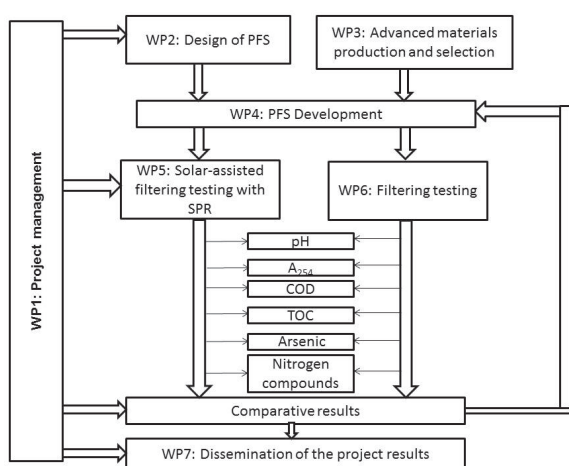 WP1: Project management
WP2: Design of PFS
WP3: Advanced materials
production and selection
WP4: PFS Development
WP5: Solar-assisted
filtering testing with
SPR
WP6: Filtering testing
pH
A254
COD
TOC
Arsenic
Nitrogen
compounds
Comparative results
WP7: Dissemination of the project results